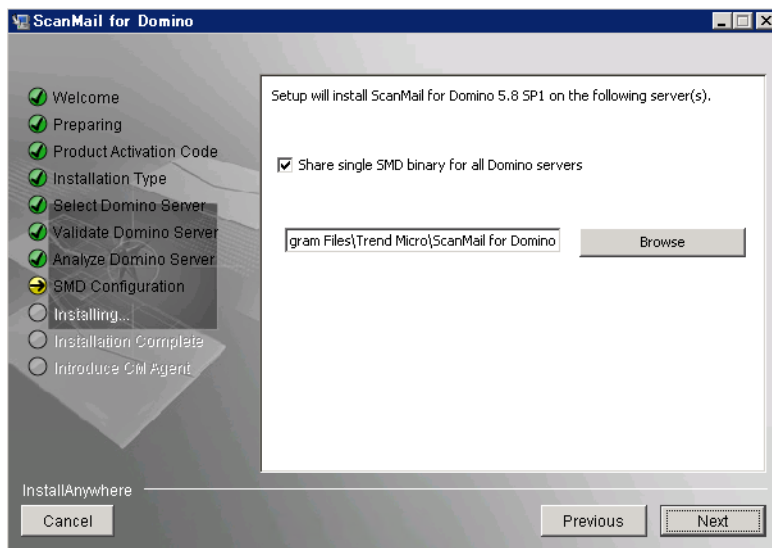 ScanMail for Domino
Welcome
Preparing
Product Activation Code
Installation Type
Select Domino Server
Validate Domino Server
Analyze Domino Server
SMD Configuration
Installing...
Installation Complete
Introduce CM Agent
Setup will install ScanMail for Domino 5.8 SP1 on the following server(s).
Share single SMD binary for all Domino servers
gram Files\Trend Micro\ScanMail for Domino
Browse
InstallAnywhere
Cancel
Previous
Next